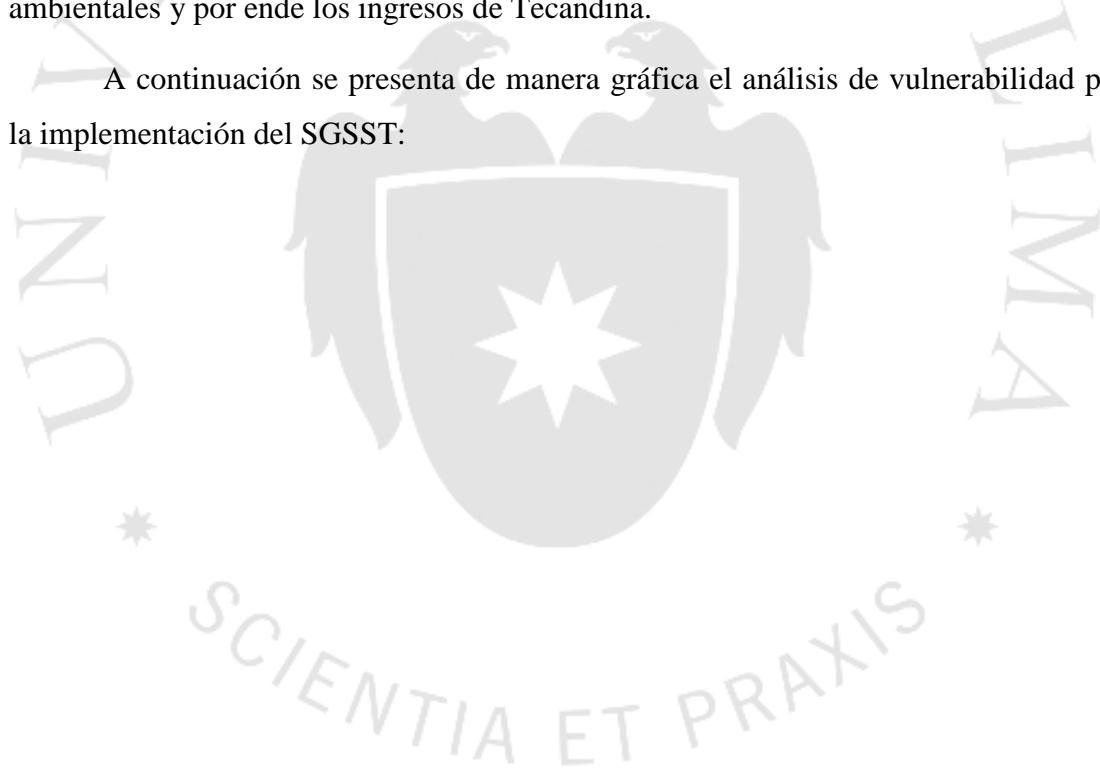 ambientales y por ende los ingresos de Tecandina.
A continuación se presenta de manera gráfica el análisis de vulnerabilidad p
la implementación del SGSST:
LIMA
SCIENTIA ET PRAXIS